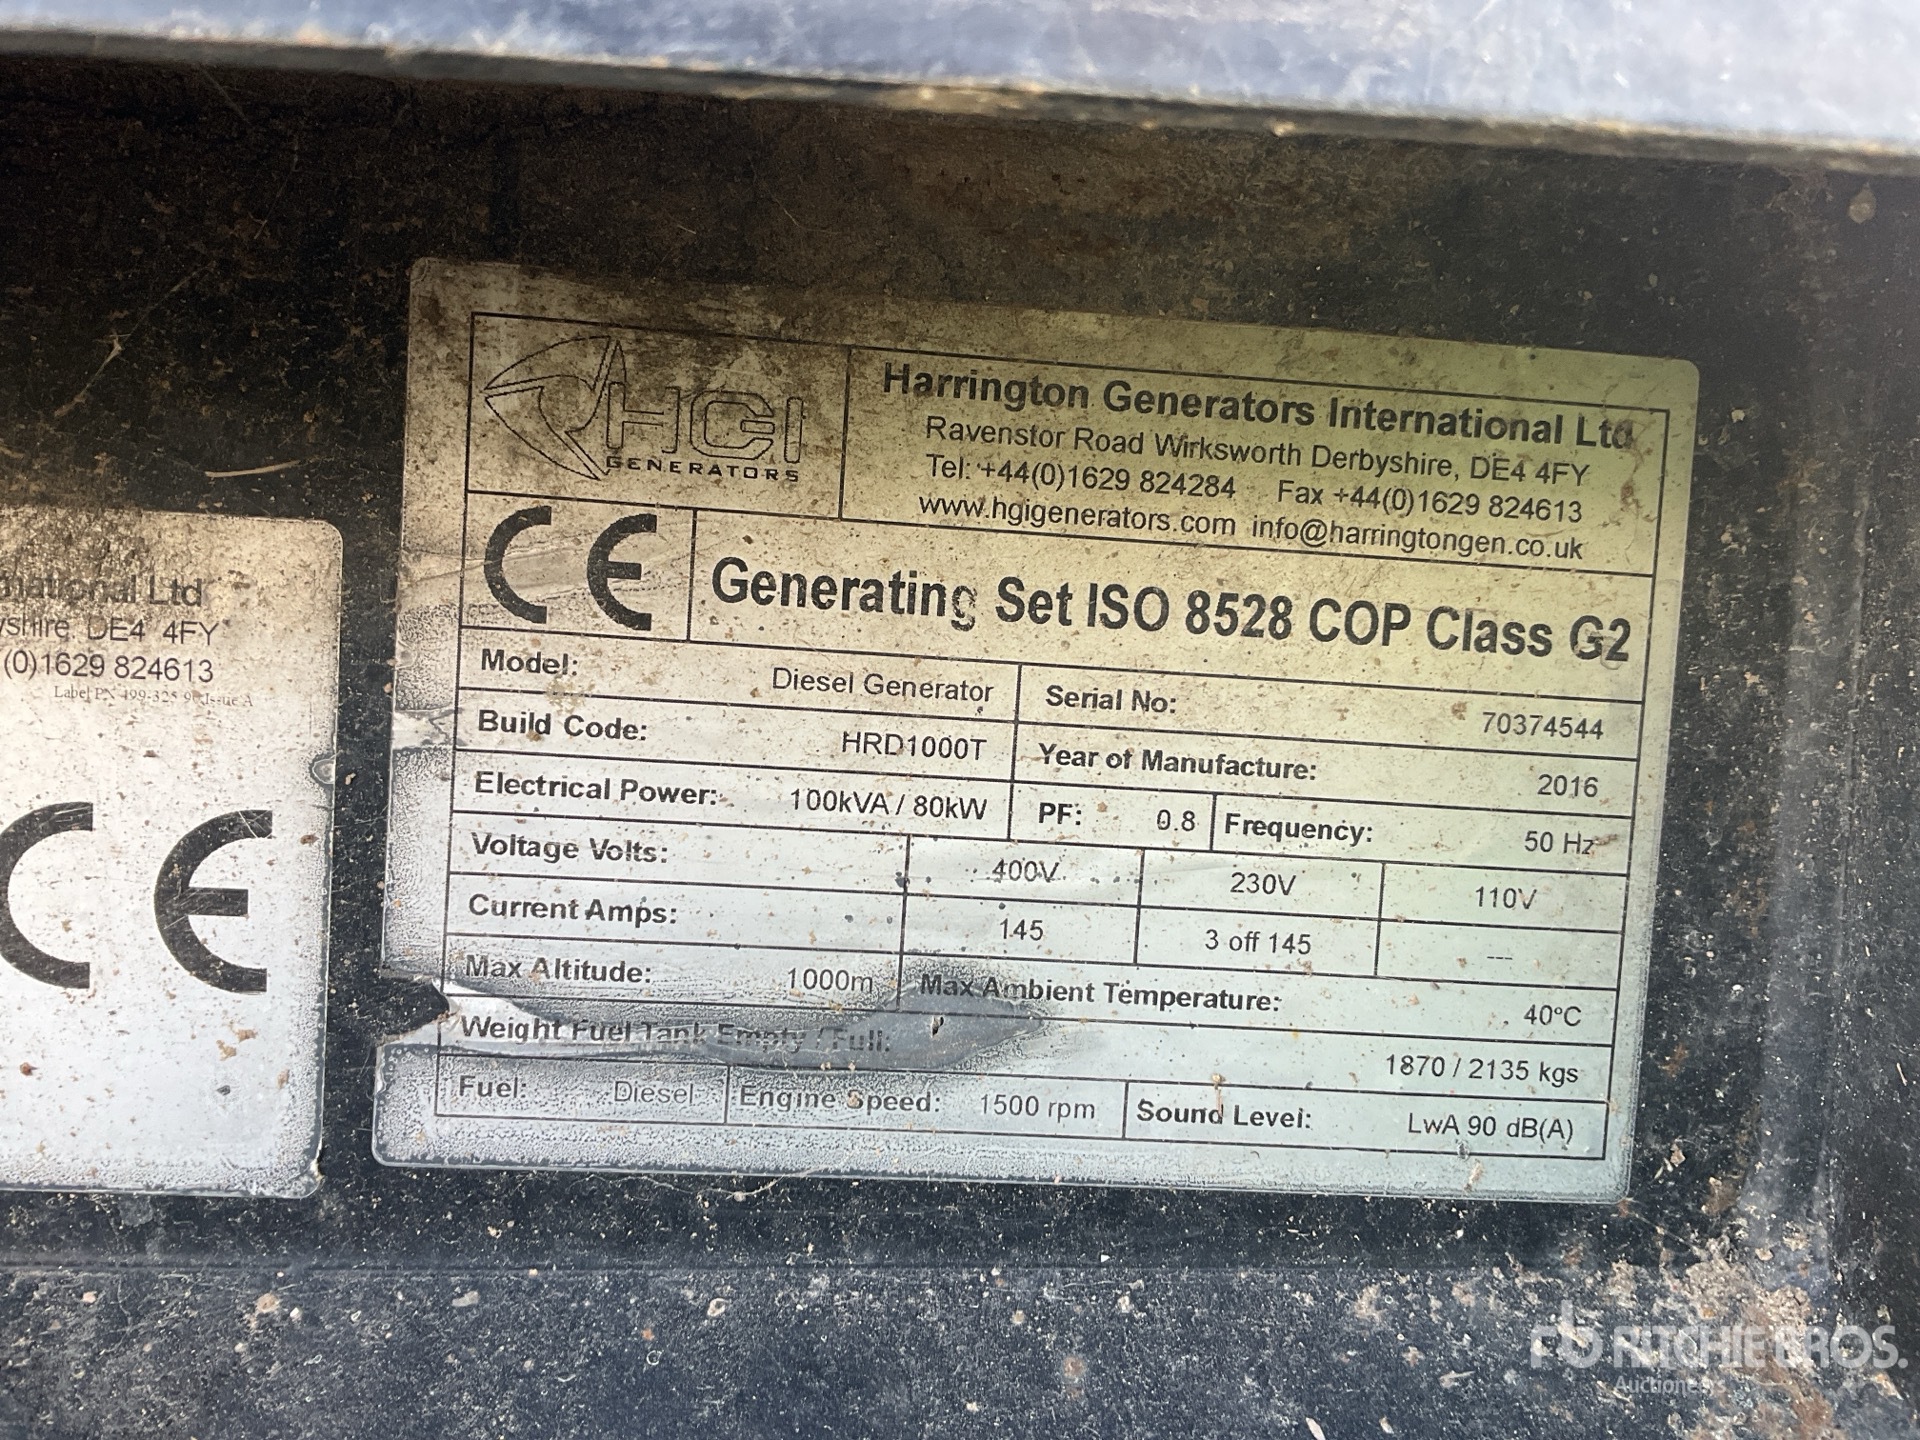 national Ltd
yshire, DE4 4FY
(0)1629 824613
CE
HGI
GENERATORS
Harrington Generators International Ltd
Ravenstor Road Wirksworth Derbyshire, DE4 4FY
Tel: +44(0)1629 824284 Fax +44(0)1629 824613
www.hgigenerators.com info@harringtongen.co.uk
CE Generating Set ISO 8528 COP Class G2
Model: Diesel Generator Serial No: 70374544
Build Code: HRD1000T Year of Manufacture: 2016
Electrical Power: 100kVA / 80kW PF: 0.8 Frequency: 50 Hz
Voltage Volts: 400V 230V 110V
Current Amps: 145 3 off 145 ---
Max Altitude: 1000m Max Ambient Temperature: 40°C
Weight Fuel Tank Empty / Full: 1870 / 2135 kgs
Fuel: Diesel Engine Speed: 1500 rpm Sound Level: LwA 90 dB(A)
rb RITCHIE BROS.
Auctioneers